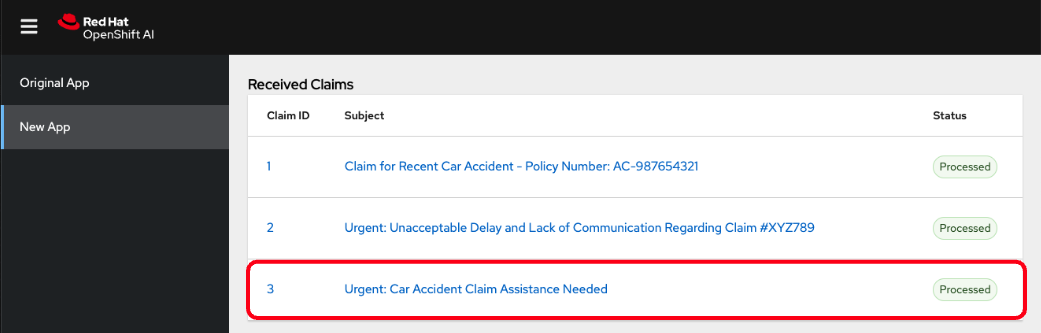 Red Hat
OpenShift AI
Original App
New App
Received Claims
Claim ID Subject Status
1 Claim for Recent Car Accident - Policy Number: AC-987654321 Processed
2 Urgent: Unacceptable Delay and Lack of Communication Regarding Claim #XYZ789 Processed
3 Urgent: Car Accident Claim Assistance Needed Processed